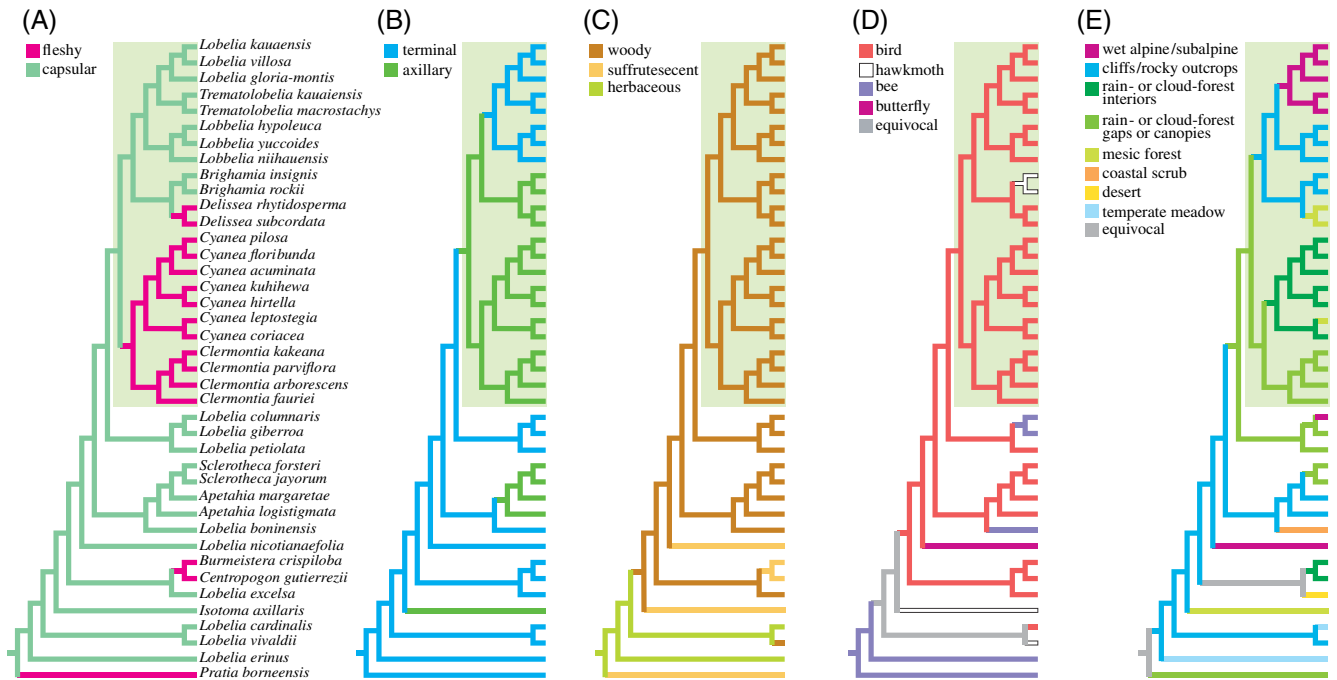 (A)
fleshy
capsular
Lobelia kauaensis
Lobelia villosa
Lobelia gloria-montis
Trematolobelia kauaiensis
Trematolobelia macrostachys
Lobbelia hypoleuca
Lobbelia yuccoides
Lobbelia niihauensis
Brighamia insignis
Brighamia rockii
Delissea rhytidosperma
Delissea subcordata
Cyanea pilosa
Cyanea floribunda
Cyanea acuminata
Cyanea kuhihewa
Cyanea hirtella
Cyanea leptostegia
Cyanea coriacea
Clermontia kakeana
Clermontia parviflora
Clermontia arborescens
Clermontia fauriei
Lobelia columnaris
Lobelia giberroa
Lobelia petiolata
Sclerotheca forsteri
Sclerotheca jayorum
Apetahia margaretae
Apetahia logistigmata
Lobelia boninensis
Lobelia nicotianaefolia
Burmeistera crispiloba
Centropogon gutierrezii
Lobelia excelsa
Isotoma axillaris
Lobelia cardinalis
Lobelia vivaldii
Lobelia erinus
Pratia borneensis
(B)
terminal
axillary
(C)
woody
suffrutesecent
herbaceous
(D)
bird
hawkmoth
bee
butterfly
equivocal
(E)
wet alpine/subalpine
cliffs/rocky outcrops
rain- or cloud-forest
interiors
rain- or cloud-forest
gaps or canopies
mesic forest
coastal scrub
desert
temperate meadow
equivocal